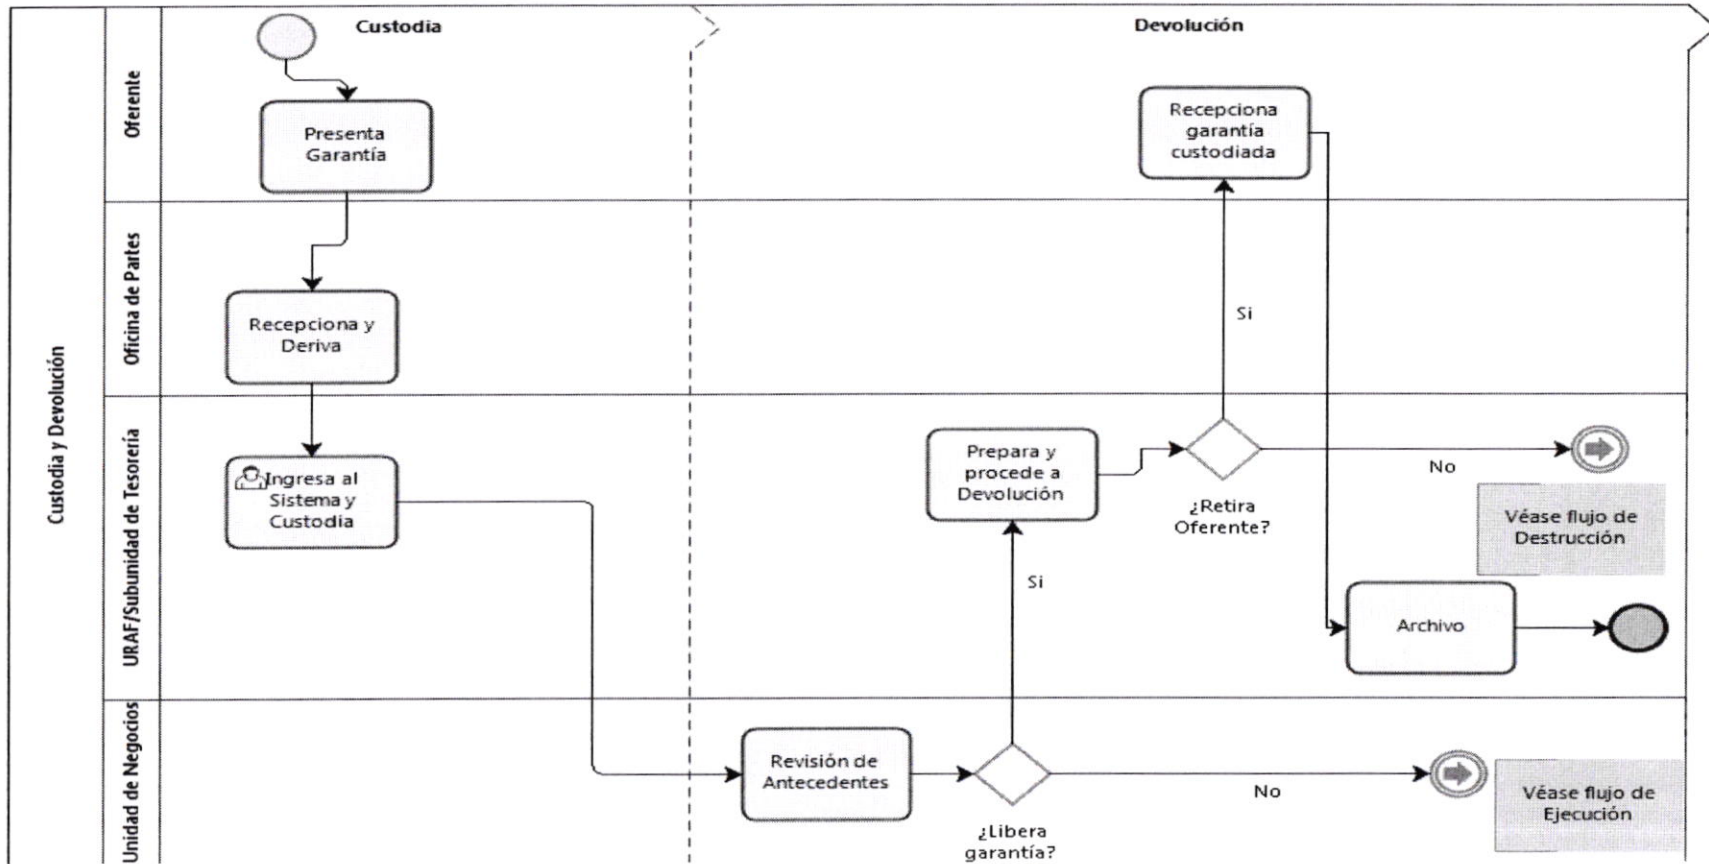 Custodia
Devolución
Custodia y Devolución
Oferente
Presenta
Garantía
Recepciona
garantía
custodiada
Oficina de Partes
Recepciona y
Deriva
Si
URAF/Subunidad de Tesorería
Ingresa al
Sistema y
Custodia
Prepara y
procede a
Devolución
¿Retira
Oferente?
No
Véase flujo de
Destrucción
Si
Archivo
Unidad de Negocios
Revisión de
Antecedentes
¿Libera
garantía?
No
Véase flujo de
Ejecución